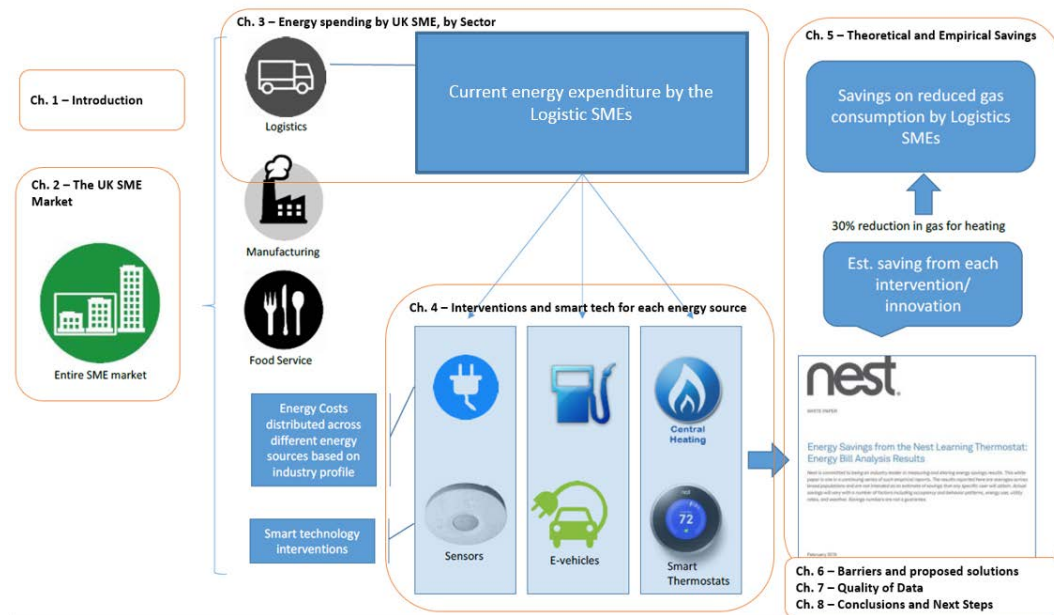 Ch. 1 – Introduction
Ch. 2 – The UK SME
Market
Entire SME market
Ch. 3 – Energy spending by UK SME, by Sector
Logistics
Manufacturing
Food Service
Current energy expenditure by the
Logistic SMEs
Ch. 4 – Interventions and smart tech for each energy source
Energy Costs
distributed across
different energy
sources based on
industry profile
Smart technology
interventions
Central
Heating
Sensors
E-vehicles
72
Smart
Thermostats
Ch. 5 – Theoretical and Empirical Savings
Savings on reduced gas
consumption by Logistics
SMEs
30% reduction in gas for heating
Est. saving from each
intervention/
innovation
nest
WHITE PAPER
Energy Savings from the Nest Learning Thermostat:
Energy Bill Analysis Results
Ch. 6 – Barriers and proposed solutions
Ch. 7 – Quality of Data
Ch. 8 – Conclusions and Next Steps